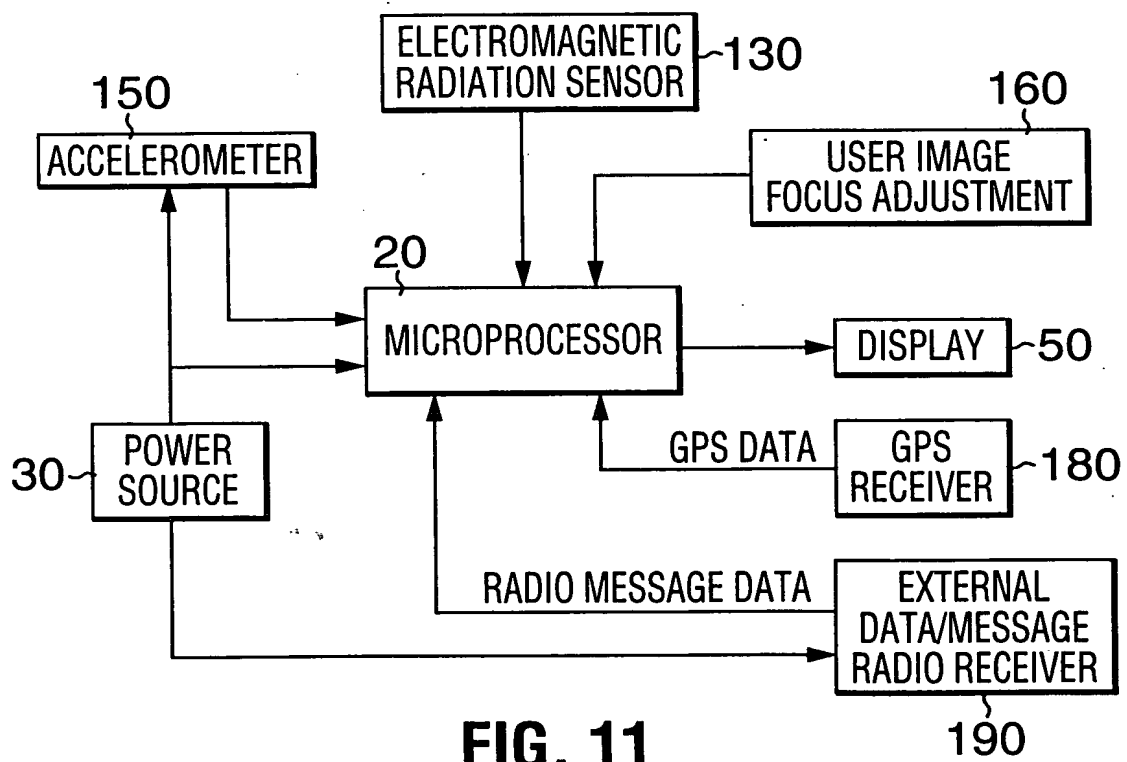 ELECTROMAGNETIC
RADIATION SENSOR
130
150
ACCELEROMETER
160
USER IMAGE
FOCUS ADJUSTMENT
20
MICROPROCESSOR
DISPLAY
50
30
POWER
SOURCE
GPS DATA
GPS
RECEIVER
180
RADIO MESSAGE DATA
EXTERNAL
DATA/MESSAGE
RADIO RECEIVER
190
FIG. 11